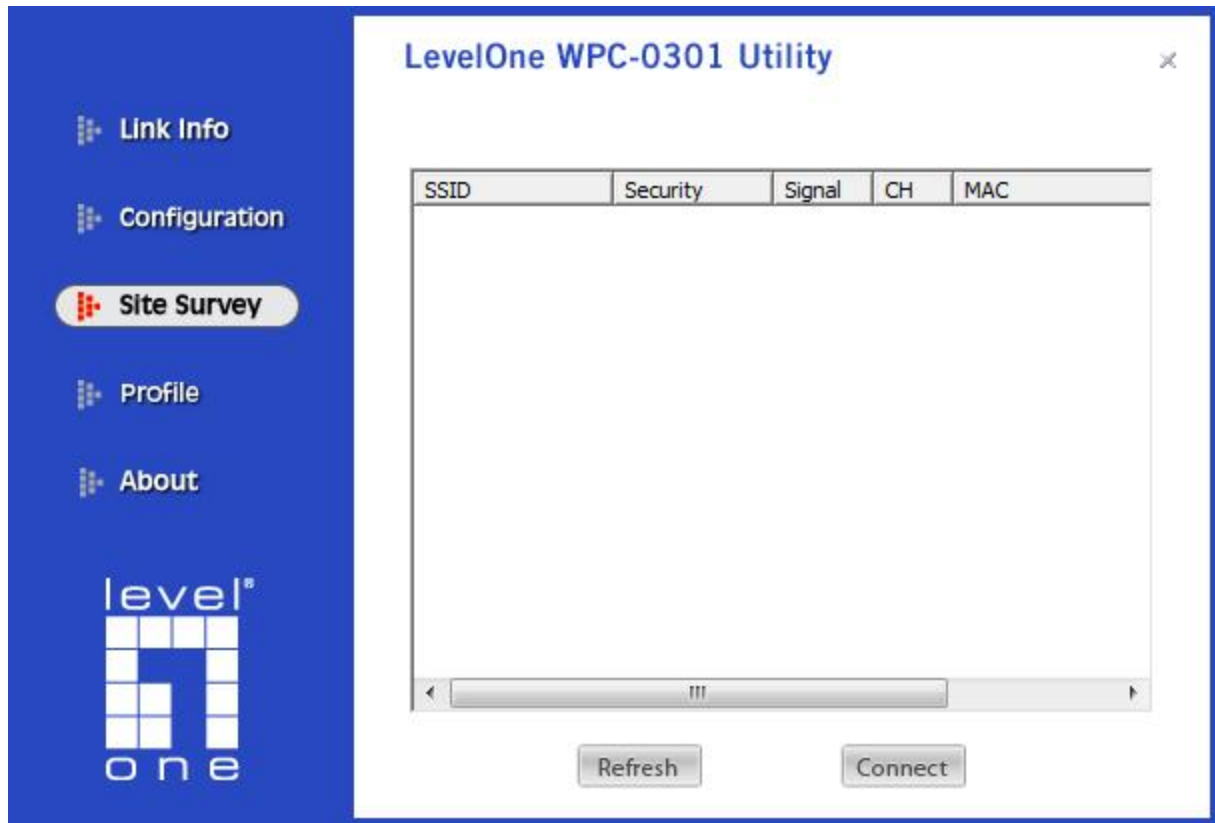 LevelOne WPC-0301 Utility
Link Info
Configuration
Site Survey
Profile
About
level®
one
SSID Security Signal CH MAC
Refresh Connect